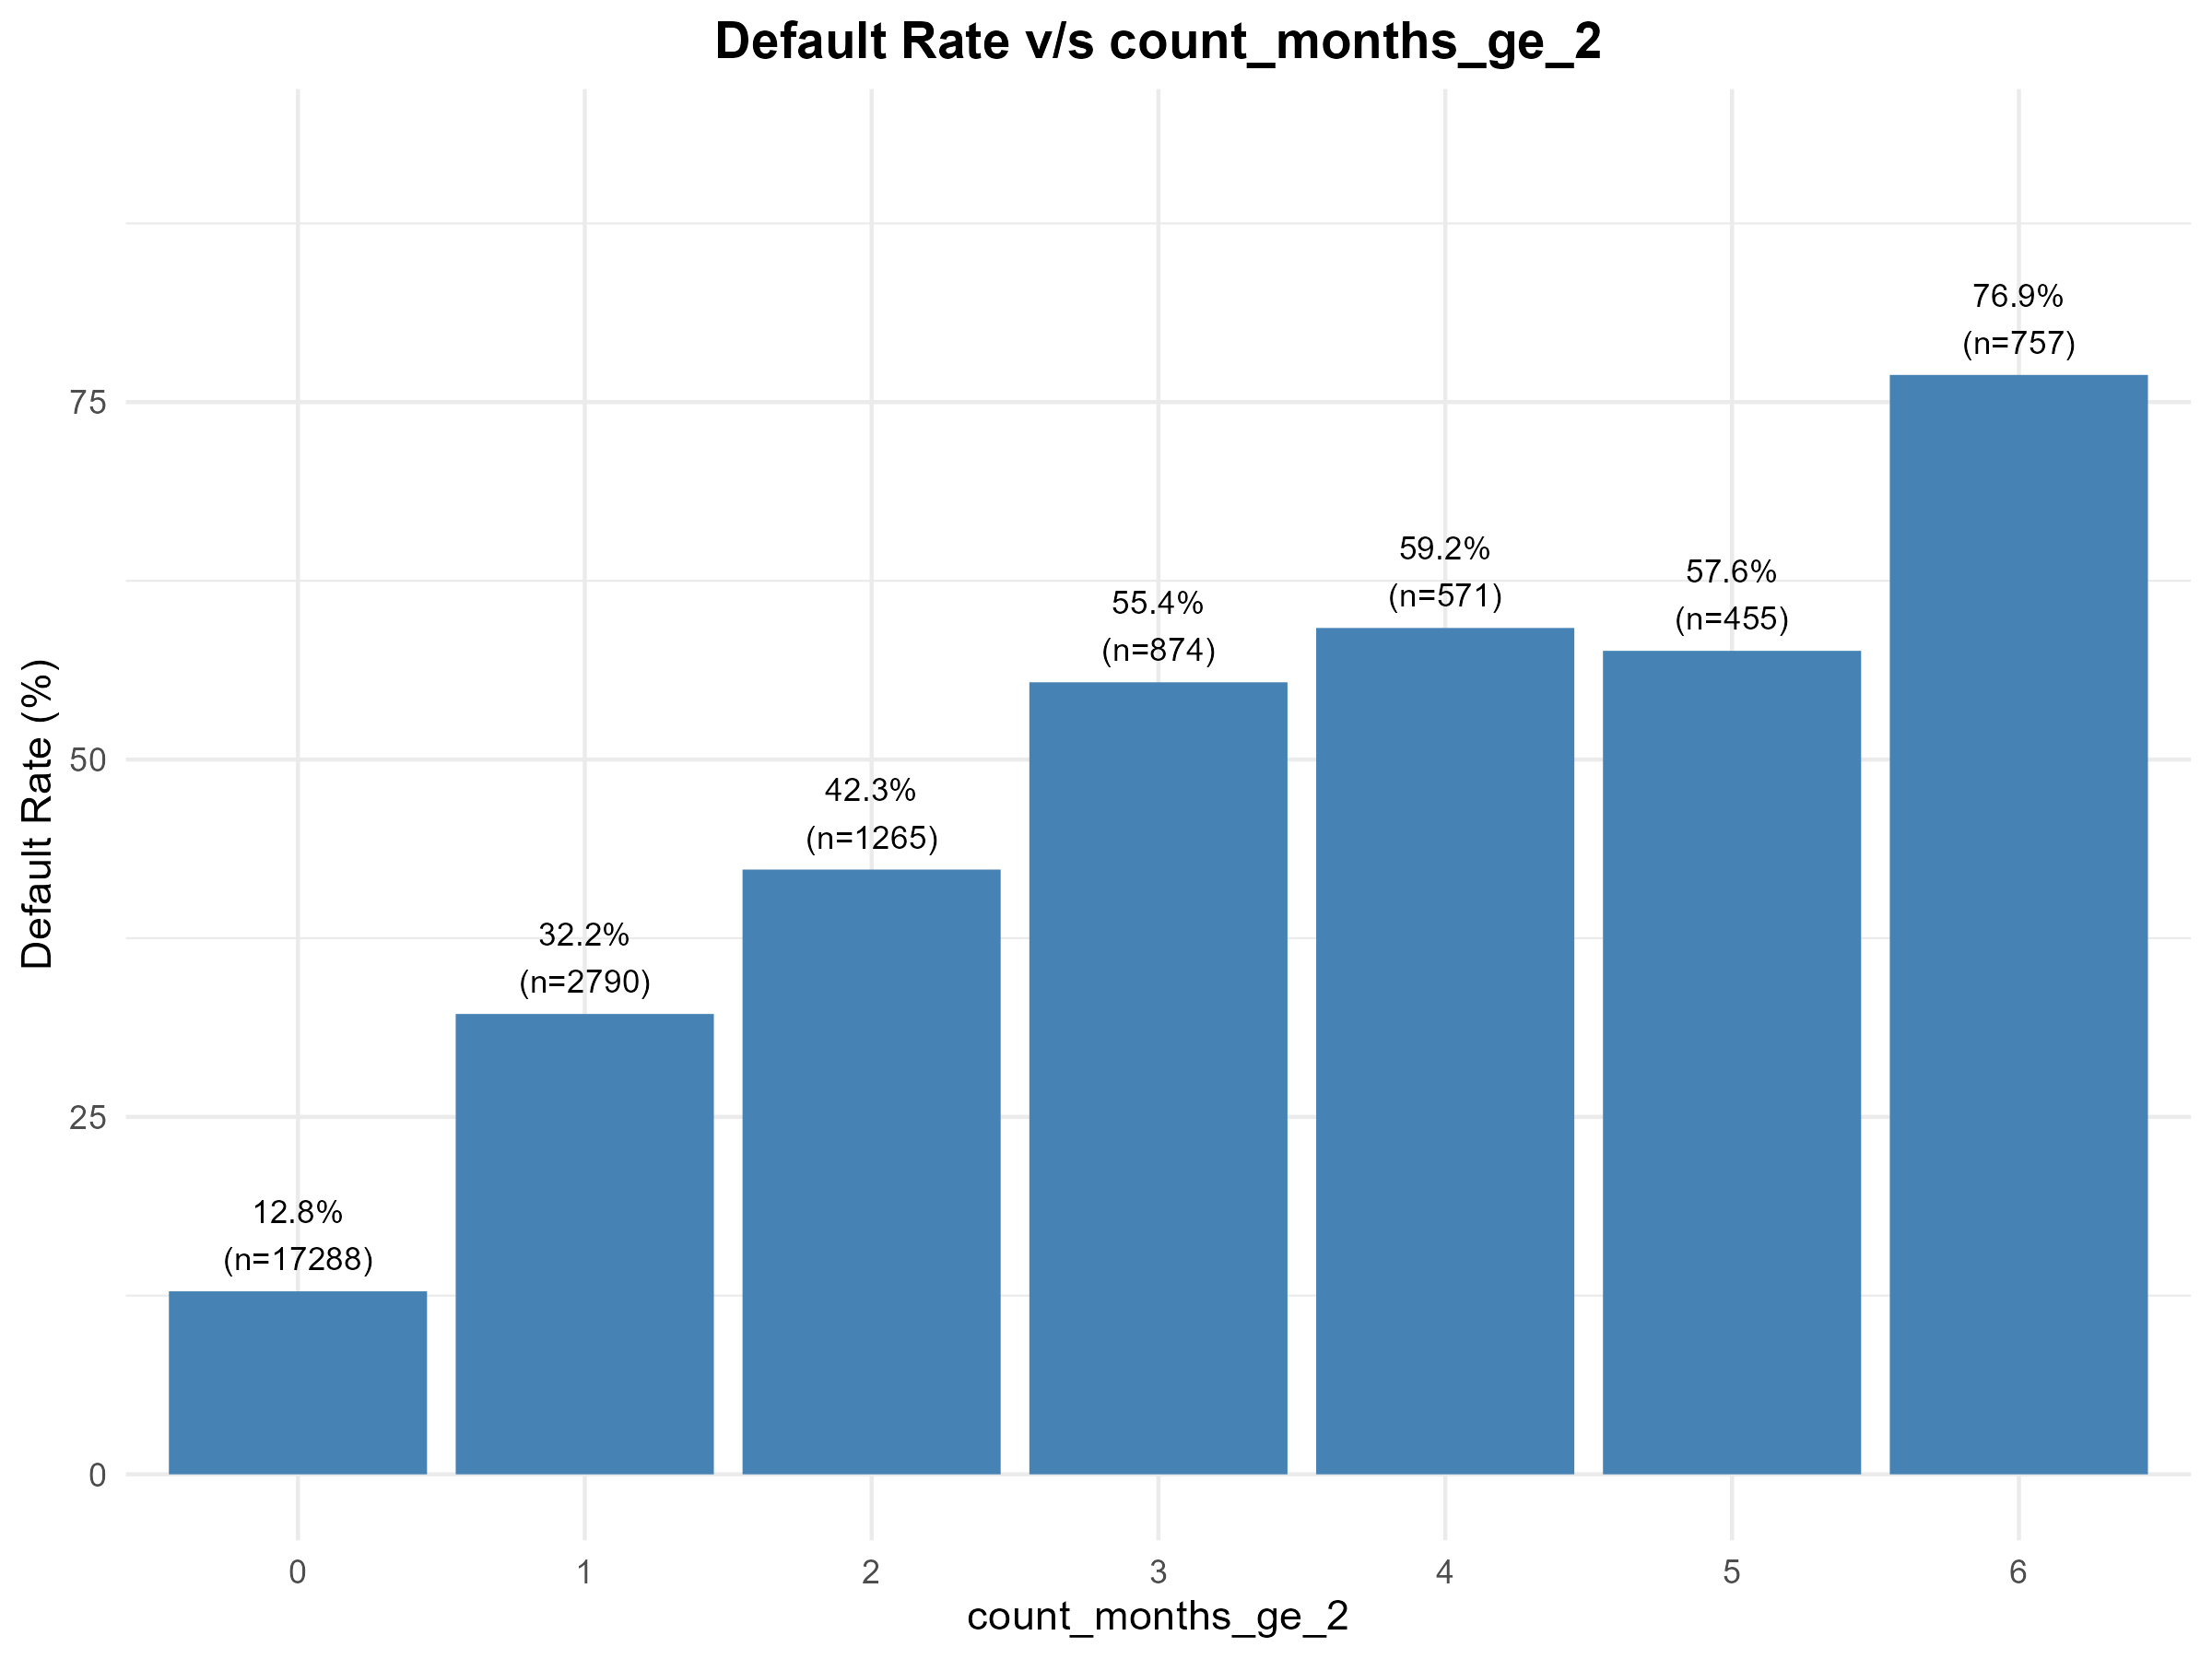 Default Rate v/s count_months_ge_2
Default Rate (%)
75
50
25
0
12.8%
(n=17288)
32.2%
(n=2790)
42.3%
(n=1265)
55.4%
(n=874)
59.2%
(n=571)
57.6%
(n=455)
76.9%
(n=757)
0 1 2 3 4 5 6
count_months_ge_2